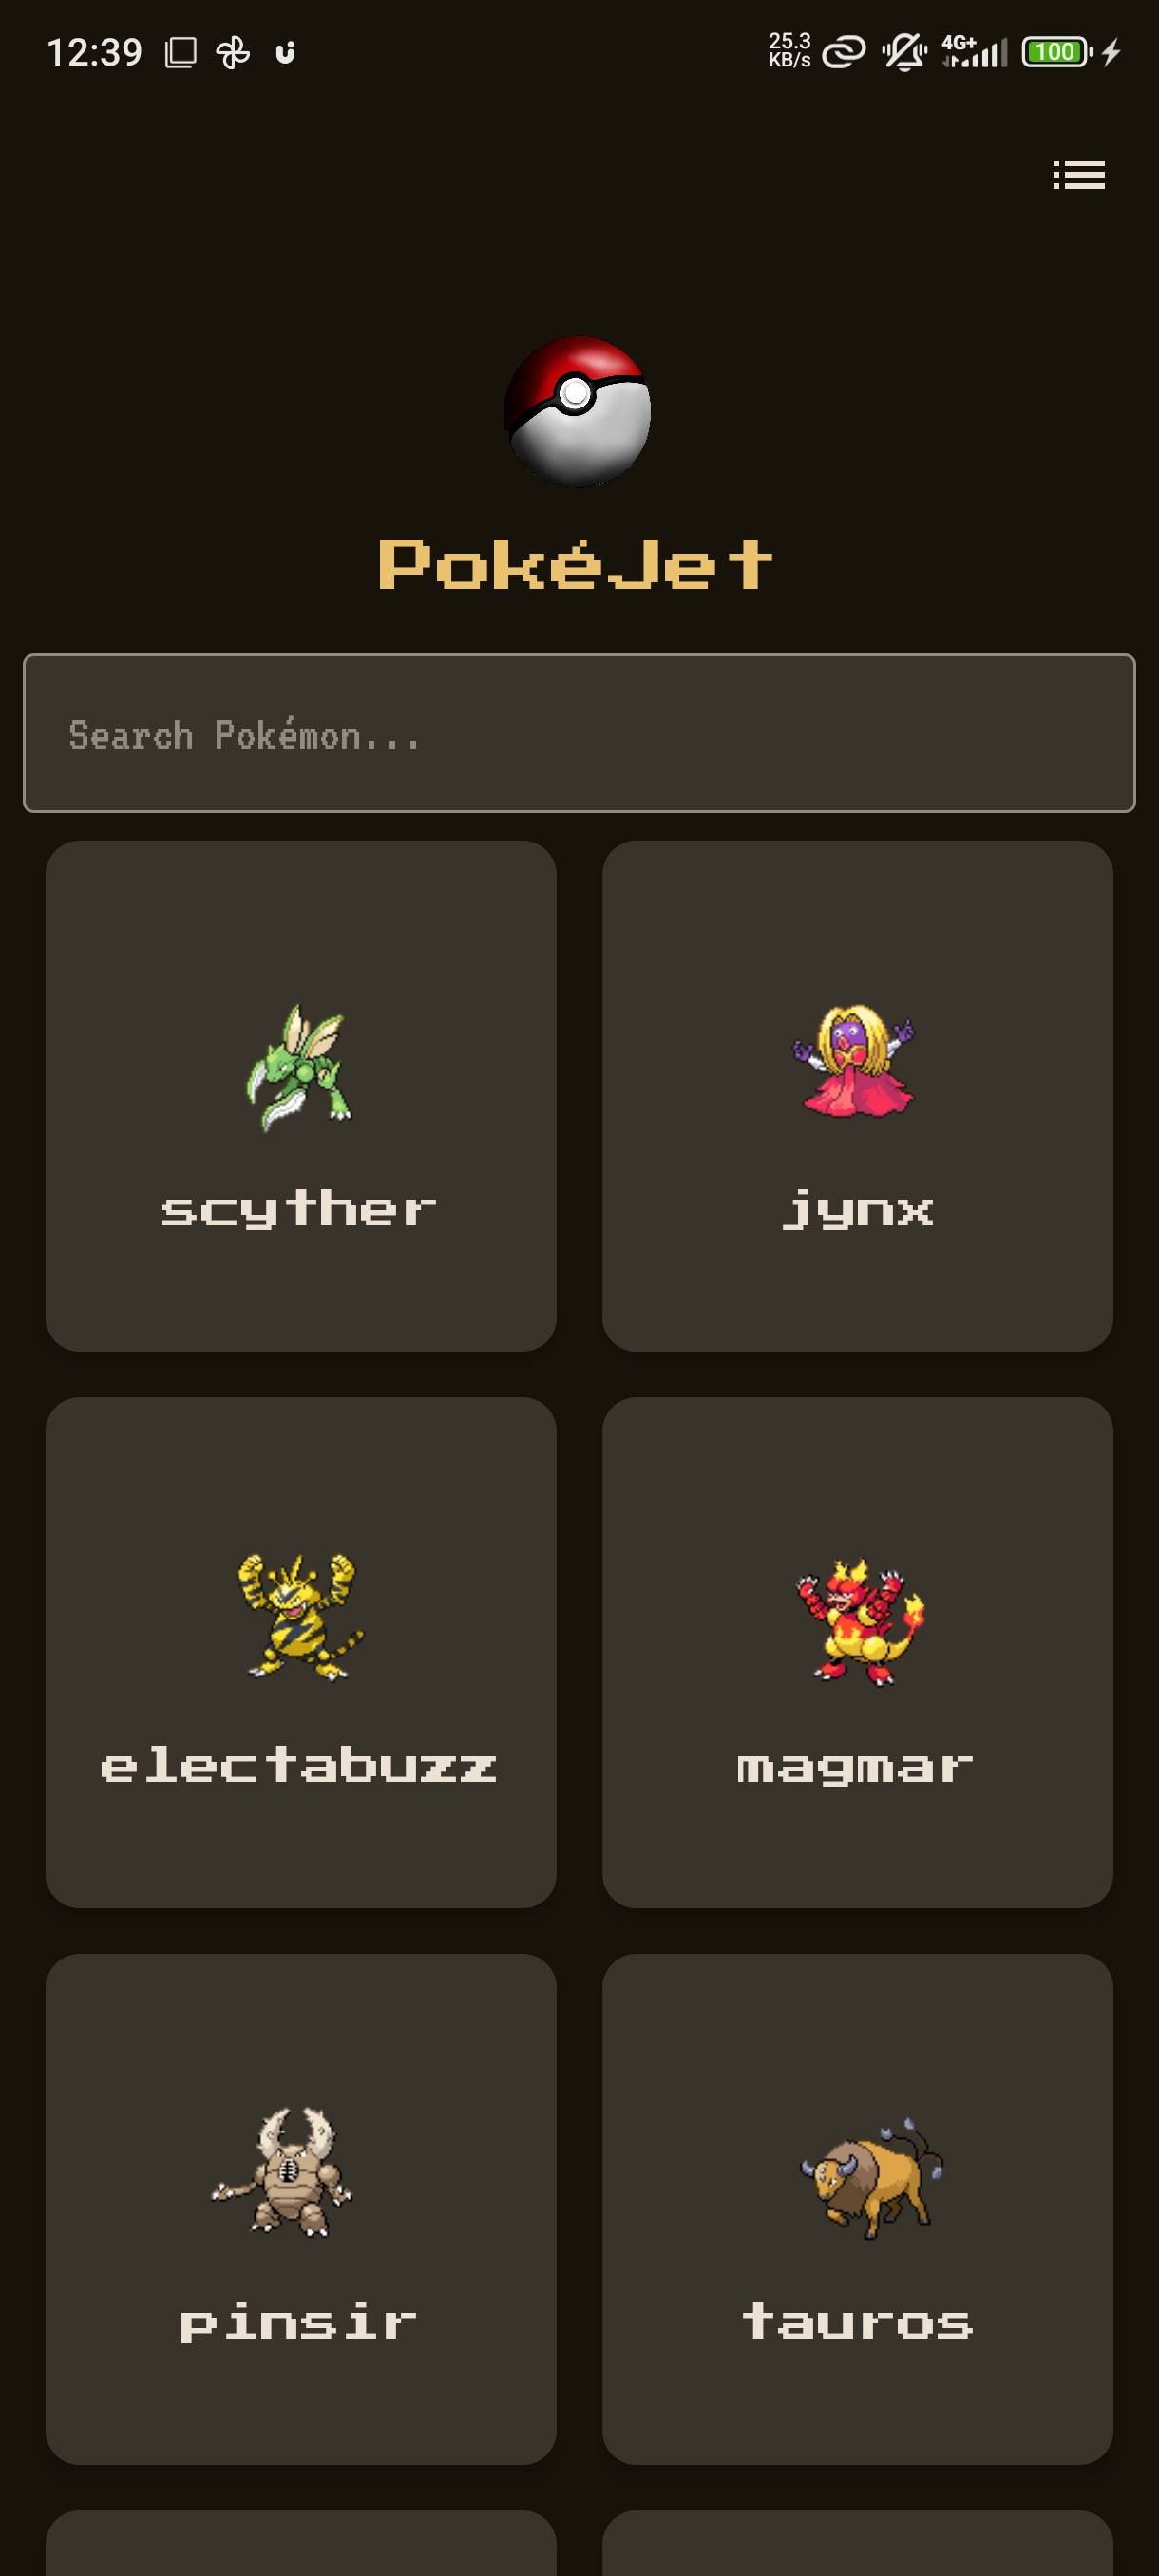 12:39
25.3
KB/s
4G+
100
PokéJet
Search Pokémon...
scyther
jynx
electabuzz
magmar
pinsir
tauros